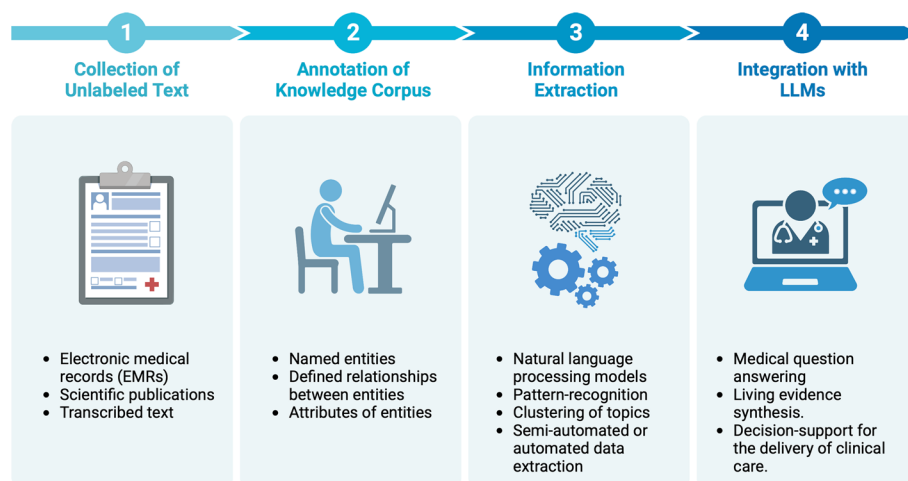 1
2
3
4
Collection of
Unlabeled Text
Annotation of
Knowledge Corpus
Information
Extraction
Integration with
LLMs
• Electronic medical
records (EMRs)
• Scientific publications
• Transcribed text
• Named entities
• Defined relationships
between entities
• Attributes of entities
• Natural language
processing models
• Pattern-recognition
• Clustering of topics
• Semi-automated or
automated data
extraction
• Medical question
answering
• Living evidence
synthesis.
• Decision-support for
the delivery of clinical
care.